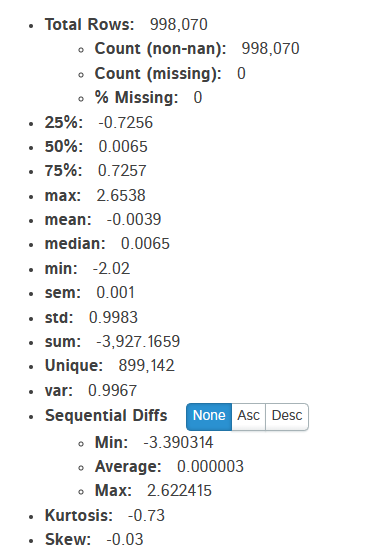 Total Rows: 998,070
Count (non-nan): 998,070
Count (missing): 0
% Missing: 0
25%: -0.7256
50%: 0.0065
75%: 0.7257
max: 2.6538
mean: -0.0039
median: 0.0065
min: -2.02
sem: 0.001
std: 0.9983
sum: -3,927.1659
Unique: 899,142
var: 0.9967
Sequential Diffs None Asc Desc
Min: -3.390314
Average: 0.000003
Max: 2.622415
Kurtosis: -0.73
Skew: -0.03